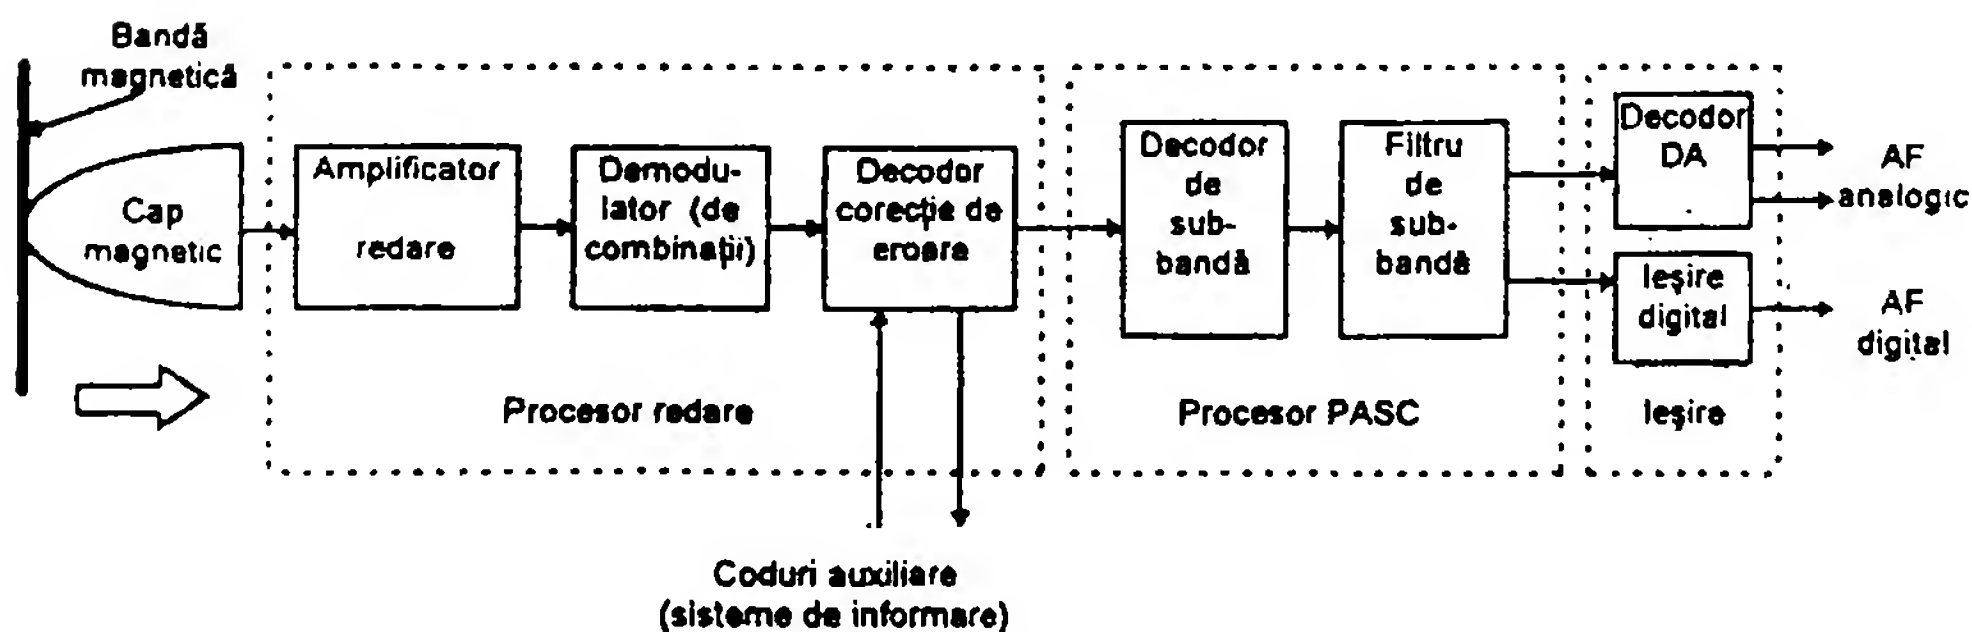 Bandă
magnetică
Cap
magnetic
Amplificator
redare
Demodu-
lator (de
combinații)
Decodor
corecție de
eroare
Procesor redare
Coduri auxiliare
(sisteme de informare)
Decodor
de
sub-
bandă
Filtru
de
sub-
bandă
Procesor PASC
Decodor
DA
Ieșire
digital
Ieșire
AF
analogic
AF
digital